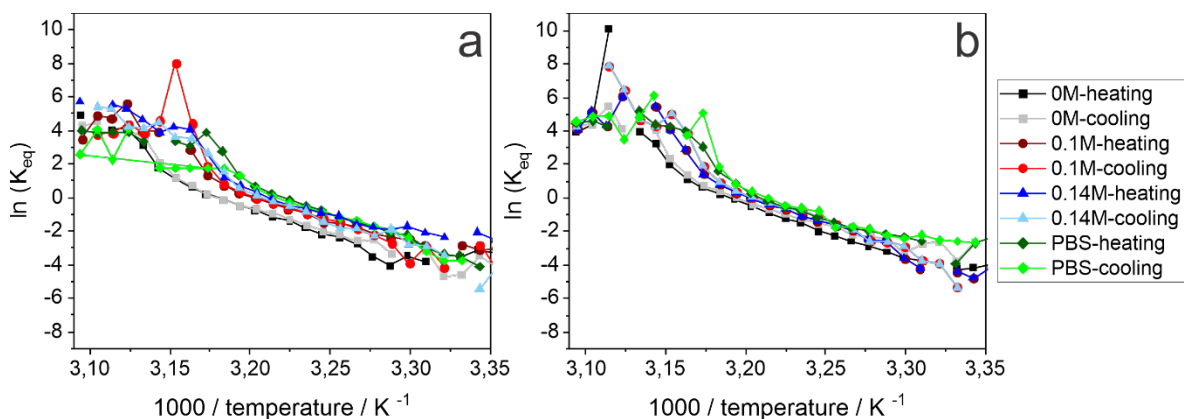 a
ln (Keq)
10
8
6
4
2
0
-2
-4
-6
-8
3,10 3,15 3,20 3,25 3,30 3,35
1000 / temperature / K -1
b
ln (Keq)
10
8
6
4
2
0
-2
-4
-6
-8
3,10 3,15 3,20 3,25 3,30 3,35
1000 / temperature / K -1
0M-heating
0M-cooling
0.1M-heating
0.1M-cooling
0.14M-heating
0.14M-cooling
PBS-heating
PBS-cooling